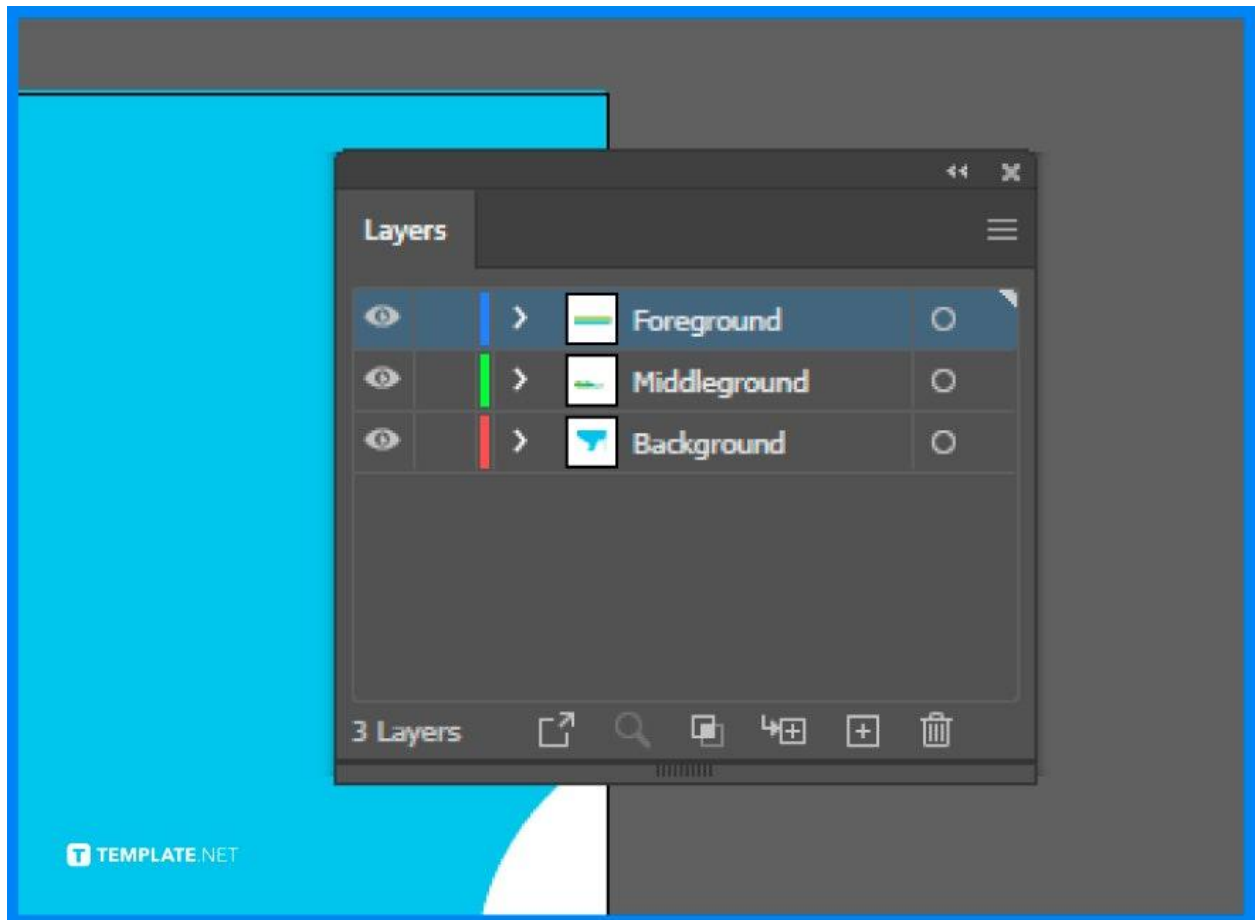 Layers
Foreground
Middleground
Background
3 Layers
T TEMPLATE.NET